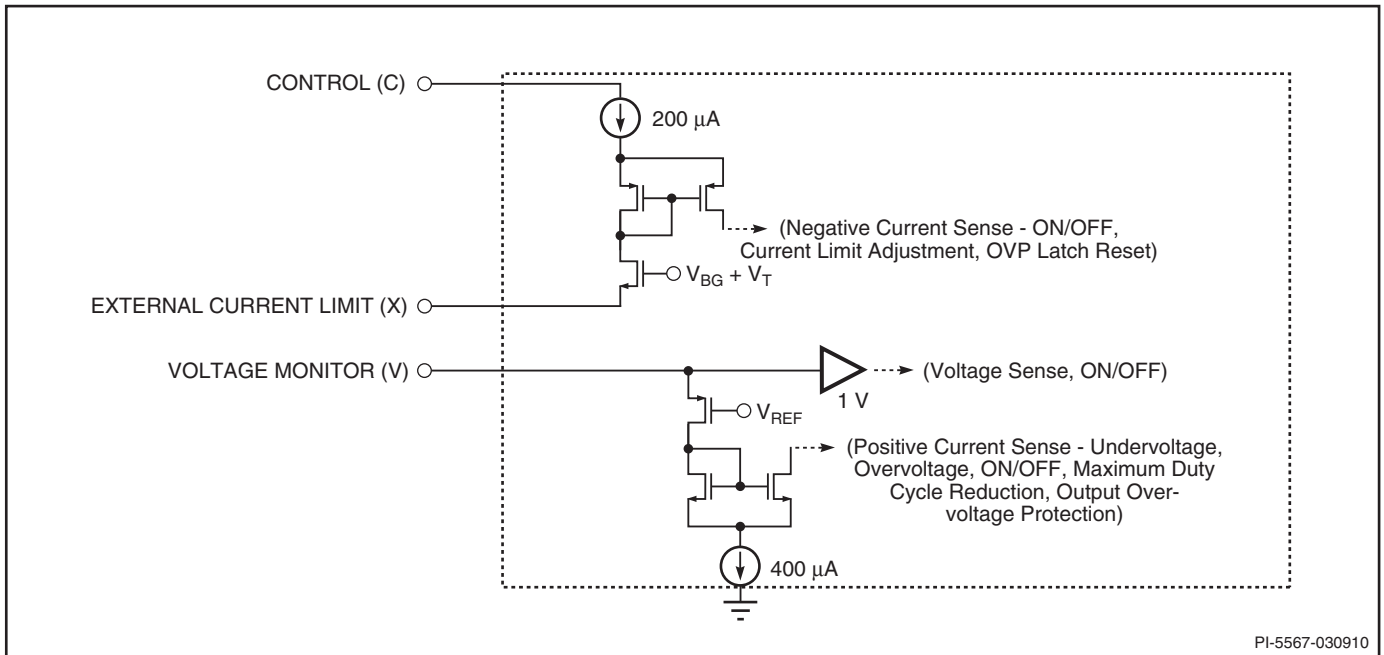 CONTROL (C)
200 μA
(Negative Current Sense - ON/OFF,
Current Limit Adjustment, OVP Latch Reset)
VBG + VT
EXTERNAL CURRENT LIMIT (X)
VOLTAGE MONITOR (V)
1 V
(Voltage Sense, ON/OFF)
VREF
(Positive Current Sense - Undervoltage,
Overvoltage, ON/OFF, Maximum Duty
Cycle Reduction, Output Over-
voltage Protection)
400 μA
PI-5567-030910